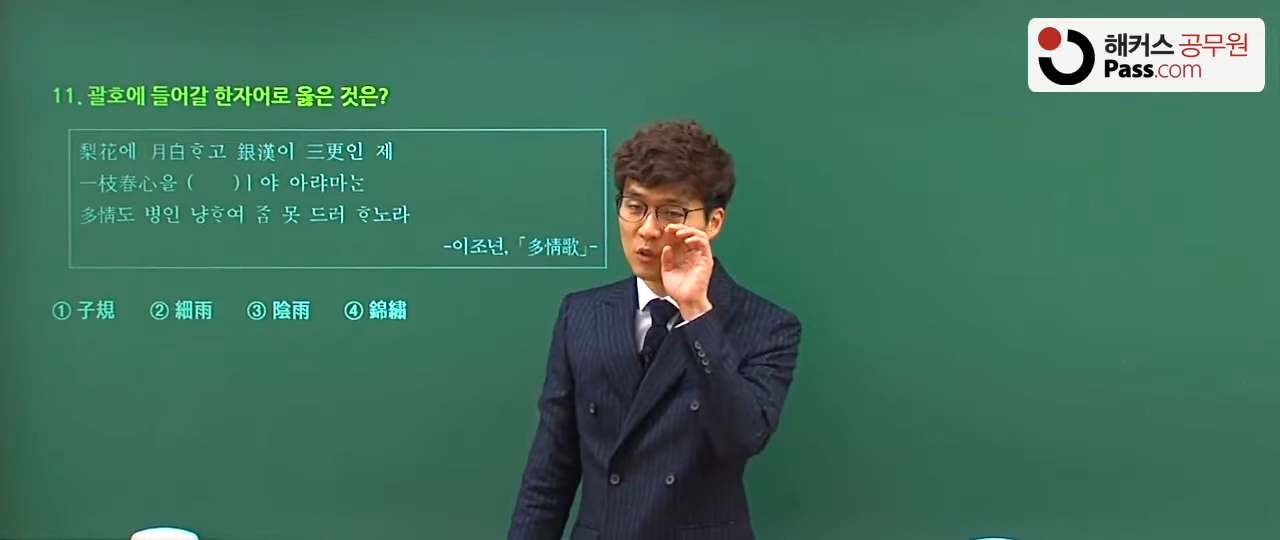 해커스 공무원
Pass.com
11. 괄호에 들어갈 한자어로 옳은 것은?
梨花에 月白ᄒᆞ고 銀漢이 三更인 제
一枝春心을 ( )ㅣ야 아랴마ᄂᆞᆫ
多情도 병인 냥ᄒᆞ여 ᄌᆞᆷ 못 드러 ᄒᆞ노라
-이조년, 「多情歌」-
① 子規 ② 細雨 ③ 陰雨 ④ 錦繡